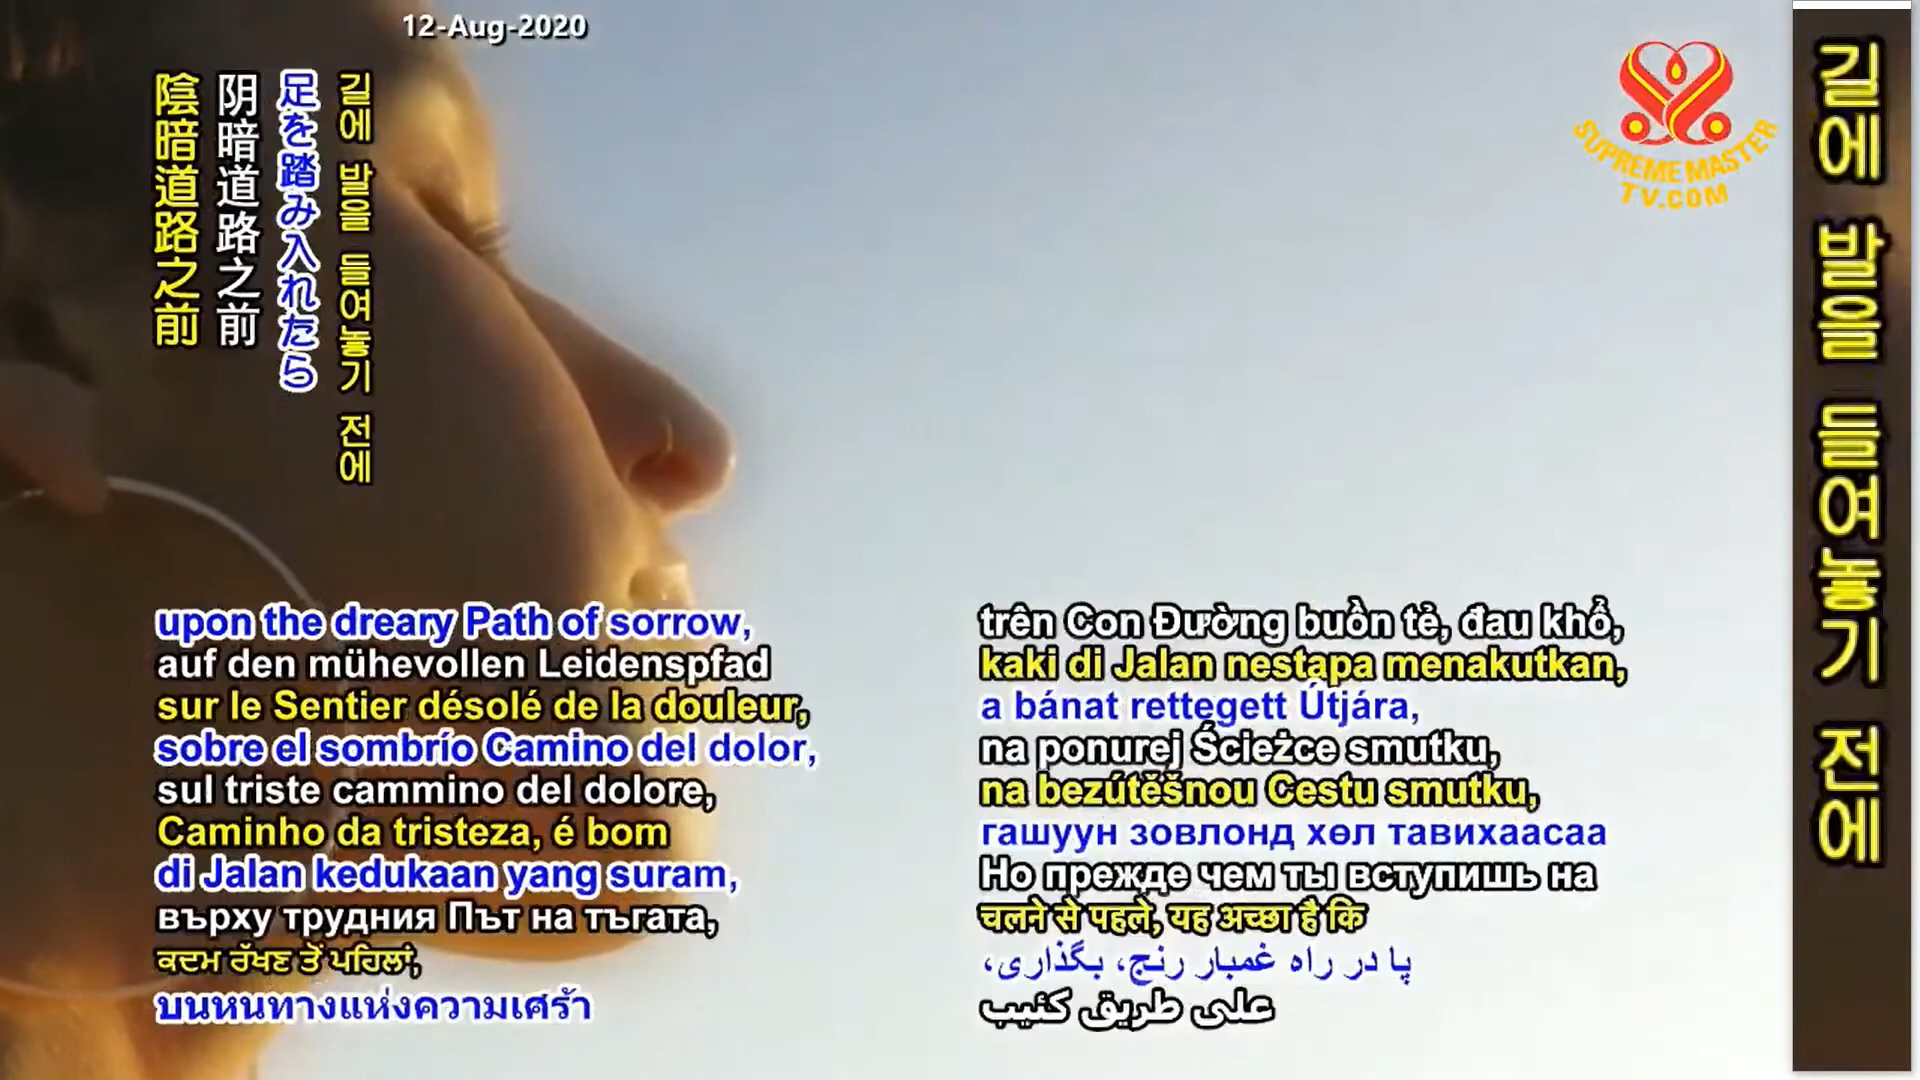 12-Aug-2020
陰暗道路之前
阴暗道路之前
足を踏み入れたら
길에 발을 들여놓기 전에
SUPREME MASTER
TV.COM
길에 발을 들여놓기 전에
upon the dreary Path of sorrow,
auf den mühevollen Leidenspfad
sur le Sentier désolé de la douleur,
sobre el sombrío Camino del dolor,
sul triste cammino del dolore,
Caminho da tristeza, é bom
di Jalan kedukaan yang suram,
върху трудния Път на тъгата,
ਕਦਮ ਰੱਖਣ ਤੋਂ ਪਹਿਲਾਂ,
บนหนทางแห่งความเศร้า
trên Con Đường buồn tẻ, đau khổ,
kaki di Jalan nestapa menakutkan,
a bánat rettegett Útjára,
na ponurej Ścieżce smutku,
na bezútěšnou Cestu smutku,
гашуун зовлонд хөл тавихаасаа
Но прежде чем ты вступишь на
चलने से पहले, यह अच्छा है कि
پا در راه غمبار رنج، بگذاری،
على طريق كئيب